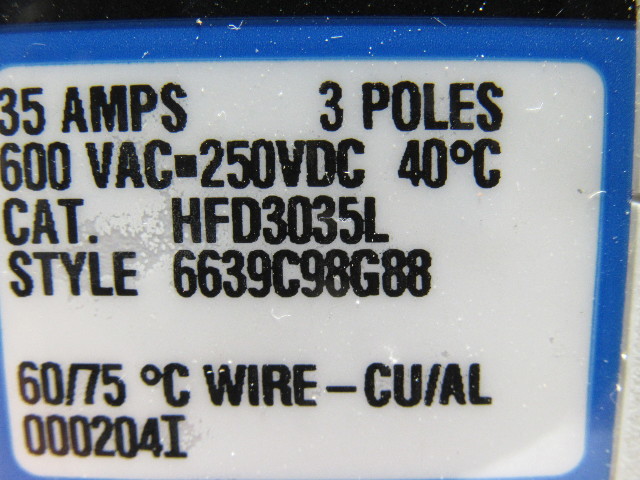 35 AMPS 3 POLES
600 VAC▪250VDC 40°C
CAT. HFD3035L
STYLE 6639C98G88
60/75 °C WIRE – CU/AL
000204I